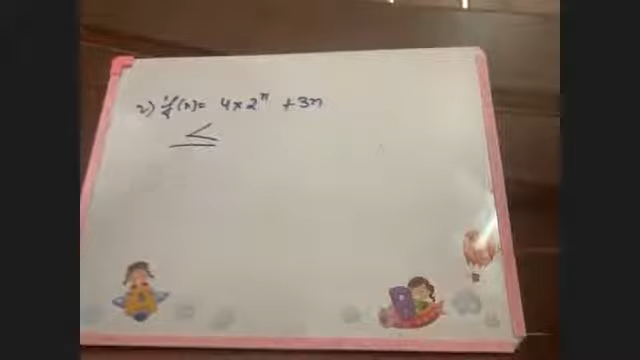 2) f(n) = 4 × 2ⁿ + 3n
≤